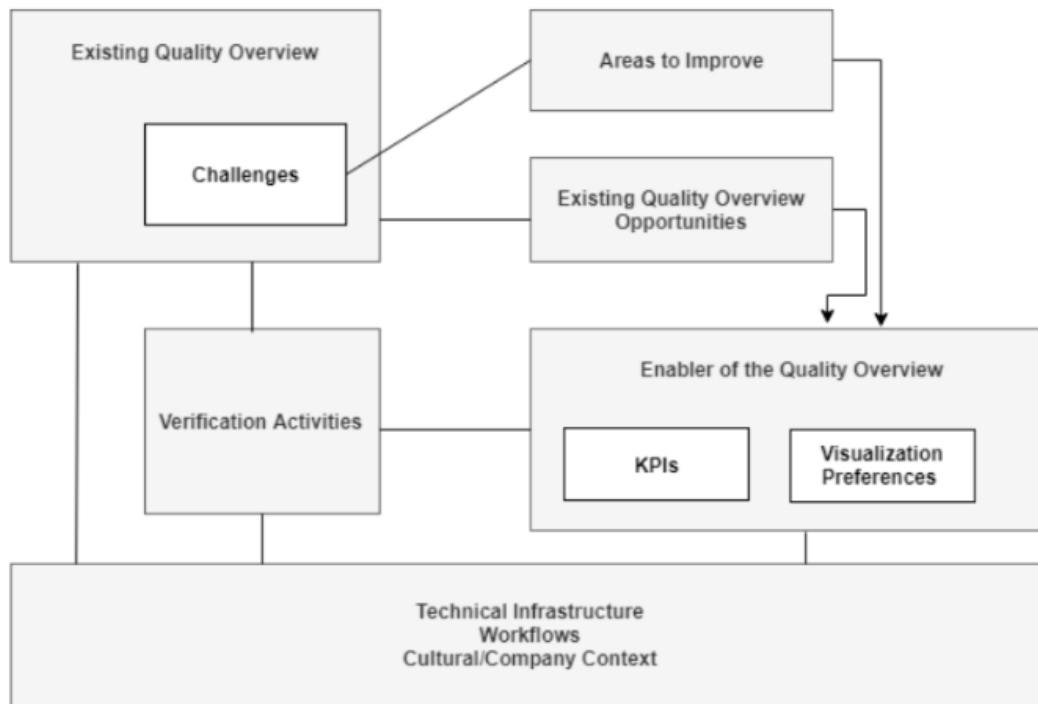 Existing Quality Overview
Areas to Improve
Challenges
Existing Quality Overview
Opportunities
Enabler of the Quality Overview
Verification Activities
KPIs
Visualization
Preferences
Technical Infrastructure
Workflows
Cultural/Company Context